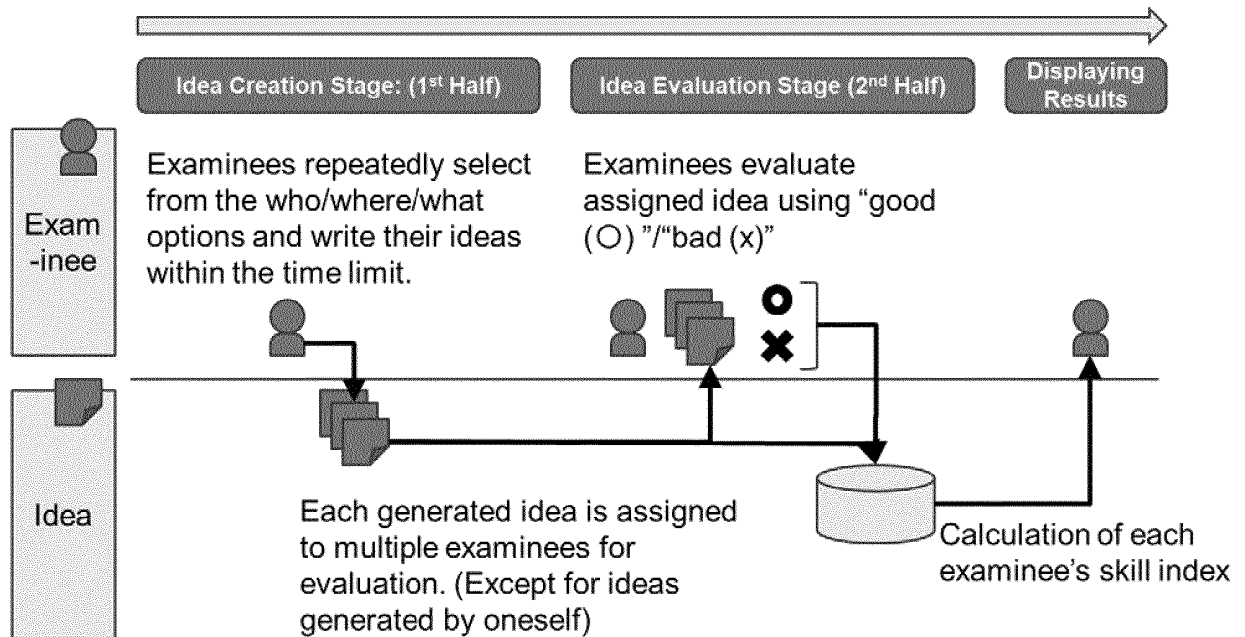 Idea Creation Stage: (1st Half)
Idea Evaluation Stage (2nd Half)
Displaying
Results
Exam
-inee
Examinees repeatedly select
from the who/where/what
options and write their ideas
within the time limit.
Examinees evaluate
assigned idea using “good
(○) ”/“bad (x)”
Idea
Each generated idea is assigned
to multiple examinees for
evaluation. (Except for ideas
generated by oneself)
Calculation of each
examinee’s skill index